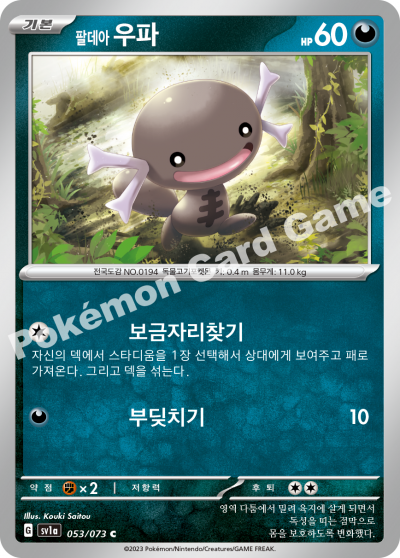 기본
팔데아 우파
HP 60
전국도감 NO.0194 독물고기포켓몬 키: 0.4 m 몸무게: 11.0 kg
Pokémon Card Game
보금자리찾기
자신의 덱에서 스타디움을 1장 선택해서 상대에게 보여주고 패로
가져온다. 그리고 덱을 섞는다.
부딪치기 10
약점 ×2 저항력 후퇴
Illus. Kouki Saitou
G sv1a 053/073 C
영역 다툼에서 밀려 육지에 살게 되면서
독성을 띠는 점막으로
몸을 보호하도록 변화했다.
©2023 Pokémon/Nintendo/Creatures/GAME FREAK.